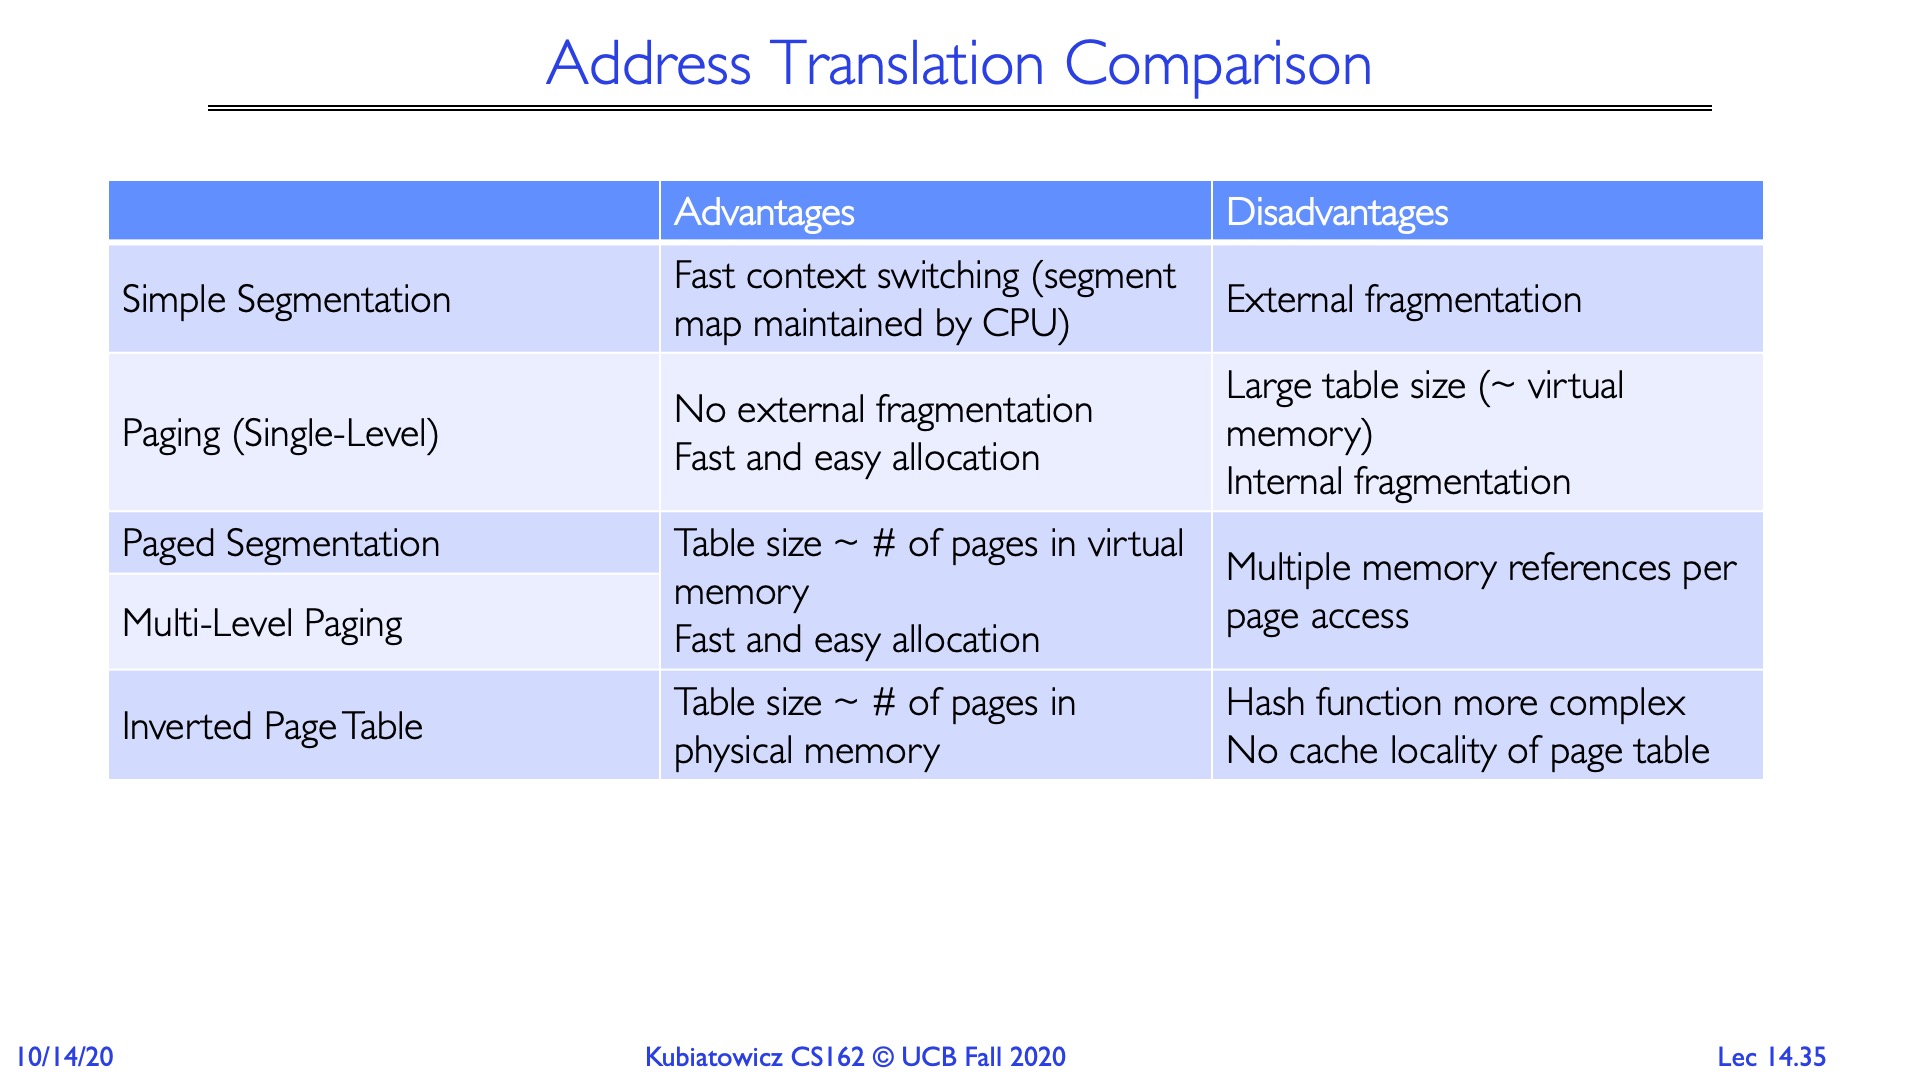 Address Translation Comparison
Advantages
Disadvantages
Simple Segmentation
Fast context switching (segment
map maintained by CPU)
External fragmentation
Paging (Single-Level)
No external fragmentation
Fast and easy allocation
Large table size (~ virtual
memory)
Internal fragmentation
Paged Segmentation
Multi-Level Paging
Table size ~ # of pages in virtual
memory
Fast and easy allocation
Multiple memory references per
page access
Inverted Page Table
Table size ~ # of pages in
physical memory
Hash function more complex
No cache locality of page table
10/14/20
Kubiatowicz CS162 © UCB Fall 2020
Lec 14.35